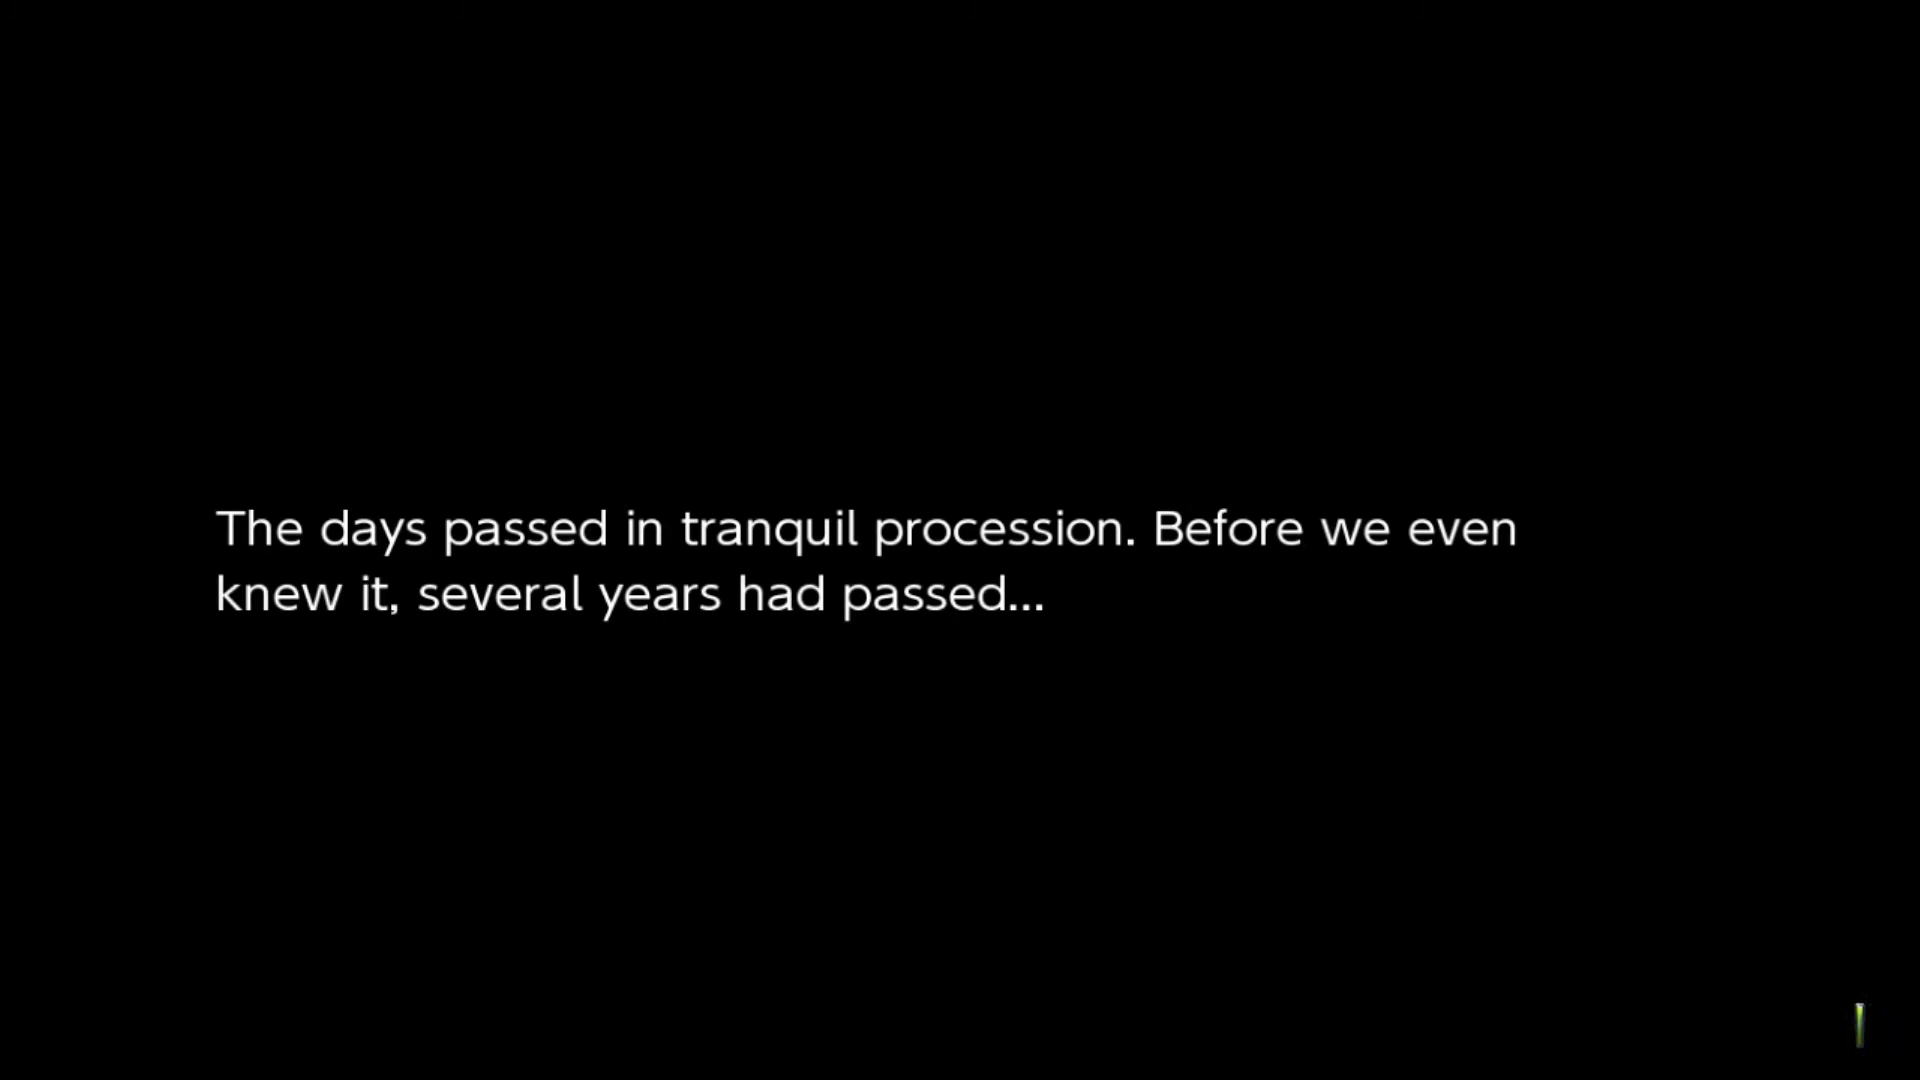 The days passed in tranquil procession. Before we even
knew it, several years had passed...